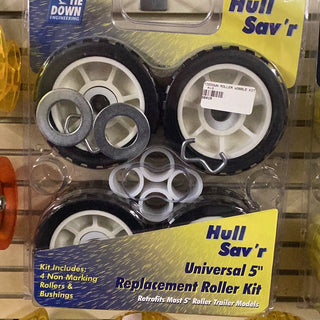 TIE
DOWN
ENGINEERING
Hull
Sav'r
Hull
Sav'r
Universal 5"
Replacement Roller Kit
Retrofits Most 5" Roller Trailer Models
Kit Includes:
4 Non-Marking
Rollers &
Bushings